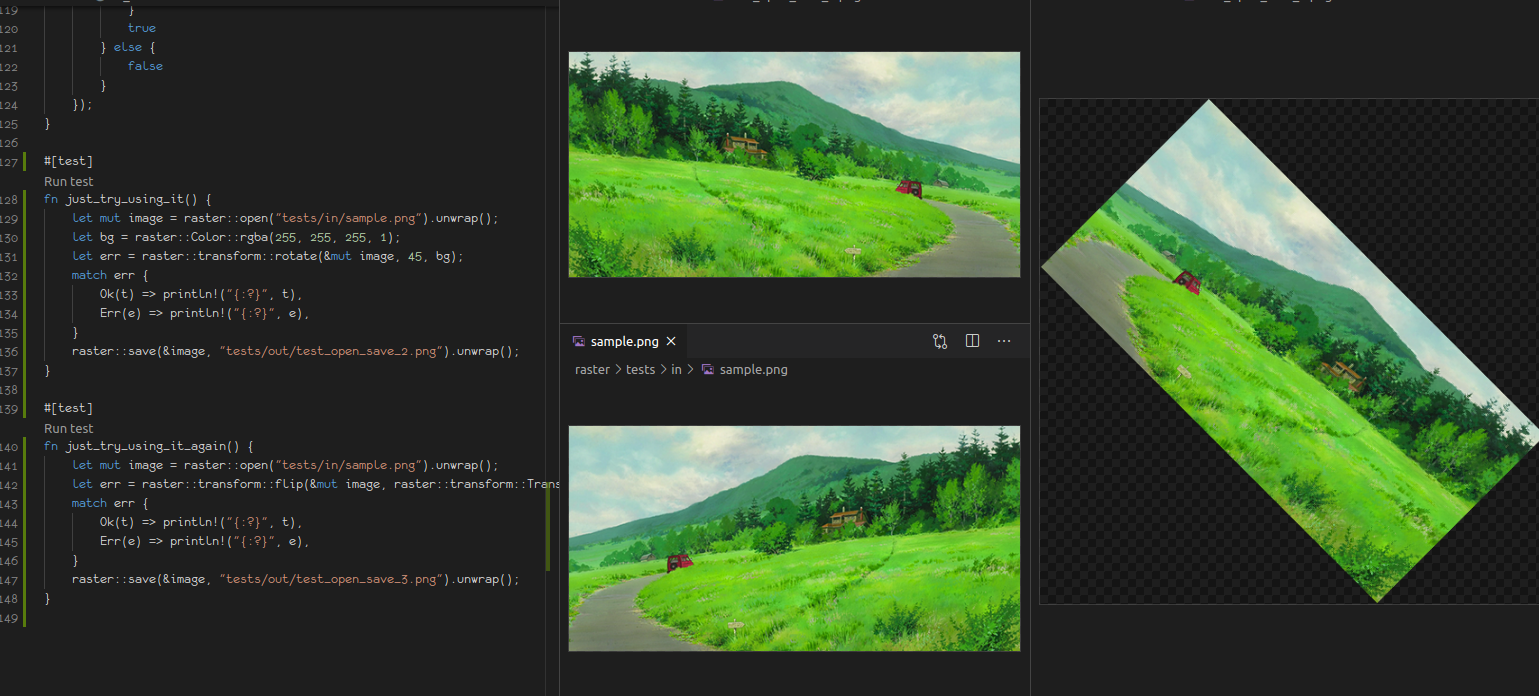 119 }
120 true
121 } else {
122 false
123 }
124 });
125 }
126
127 #[test]
Run test
128 fn just_try_using_it() {
129 let mut image = raster::open("tests/in/sample.png").unwrap();
130 let bg = raster::Color::rgba(255, 255, 255, 1);
131 let err = raster::transform::rotate(&mut image, 45, bg);
132 match err {
133 Ok(t) => println!("{:?}", t),
134 Err(e) => println!("{:?}", e),
135 }
136 raster::save(&image, "tests/out/test_open_save_2.png").unwrap();
137 }
138
139 #[test]
Run test
140 fn just_try_using_it_again() {
141 let mut image = raster::open("tests/in/sample.png").unwrap();
142 let err = raster::transform::flip(&mut image, raster::transform::Trans
143 match err {
144 Ok(t) => println!("{:?}", t),
145 Err(e) => println!("{:?}", e),
146 }
147 raster::save(&image, "tests/out/test_open_save_3.png").unwrap();
148 }
149
sample.png
raster > tests > in > sample.png